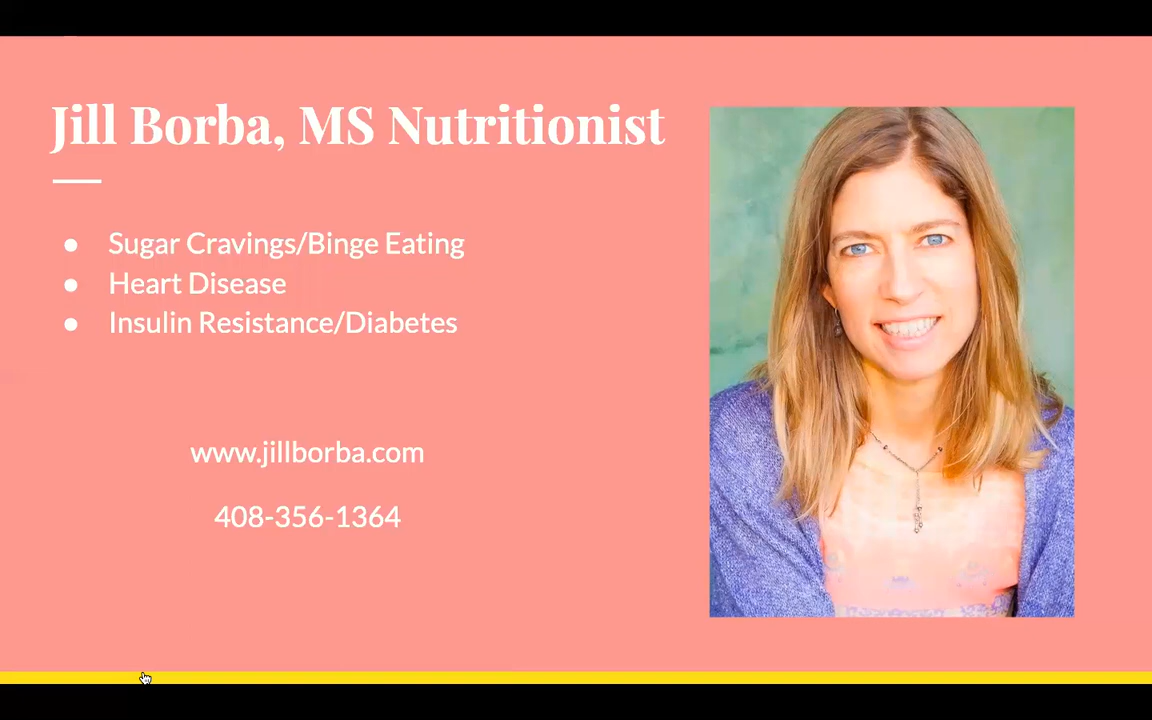 Jill Borba, MS Nutritionist
● Sugar Cravings/Binge Eating
● Heart Disease
● Insulin Resistance/Diabetes
www.jillborba.com
408-356-1364